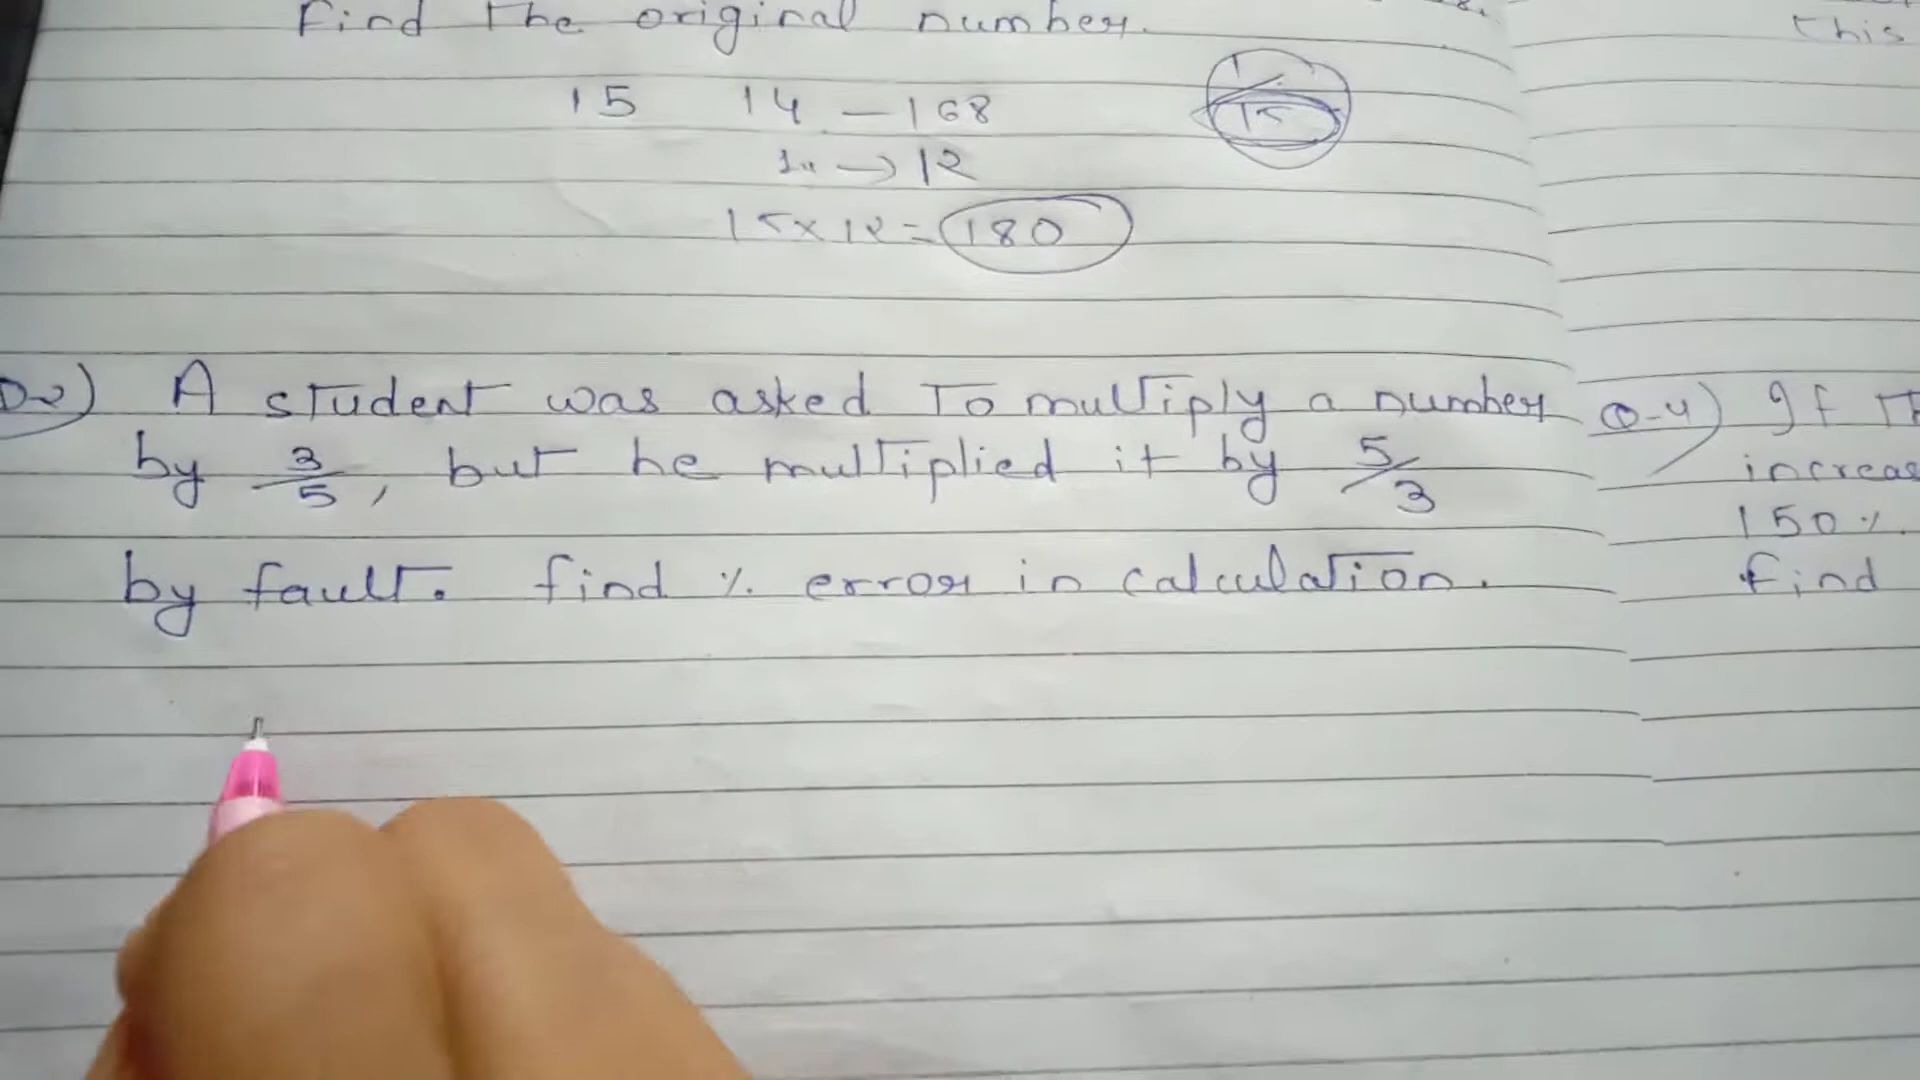 Find the original number.
15 14 — 168
1 → 12
15 x 12 = 180
15
Q-2) A student was asked To multiply a number
by 3/5, but he multiplied it by 5/3
by fault. find % error in calculation.
this
Q-4) If
increas
150%.
find